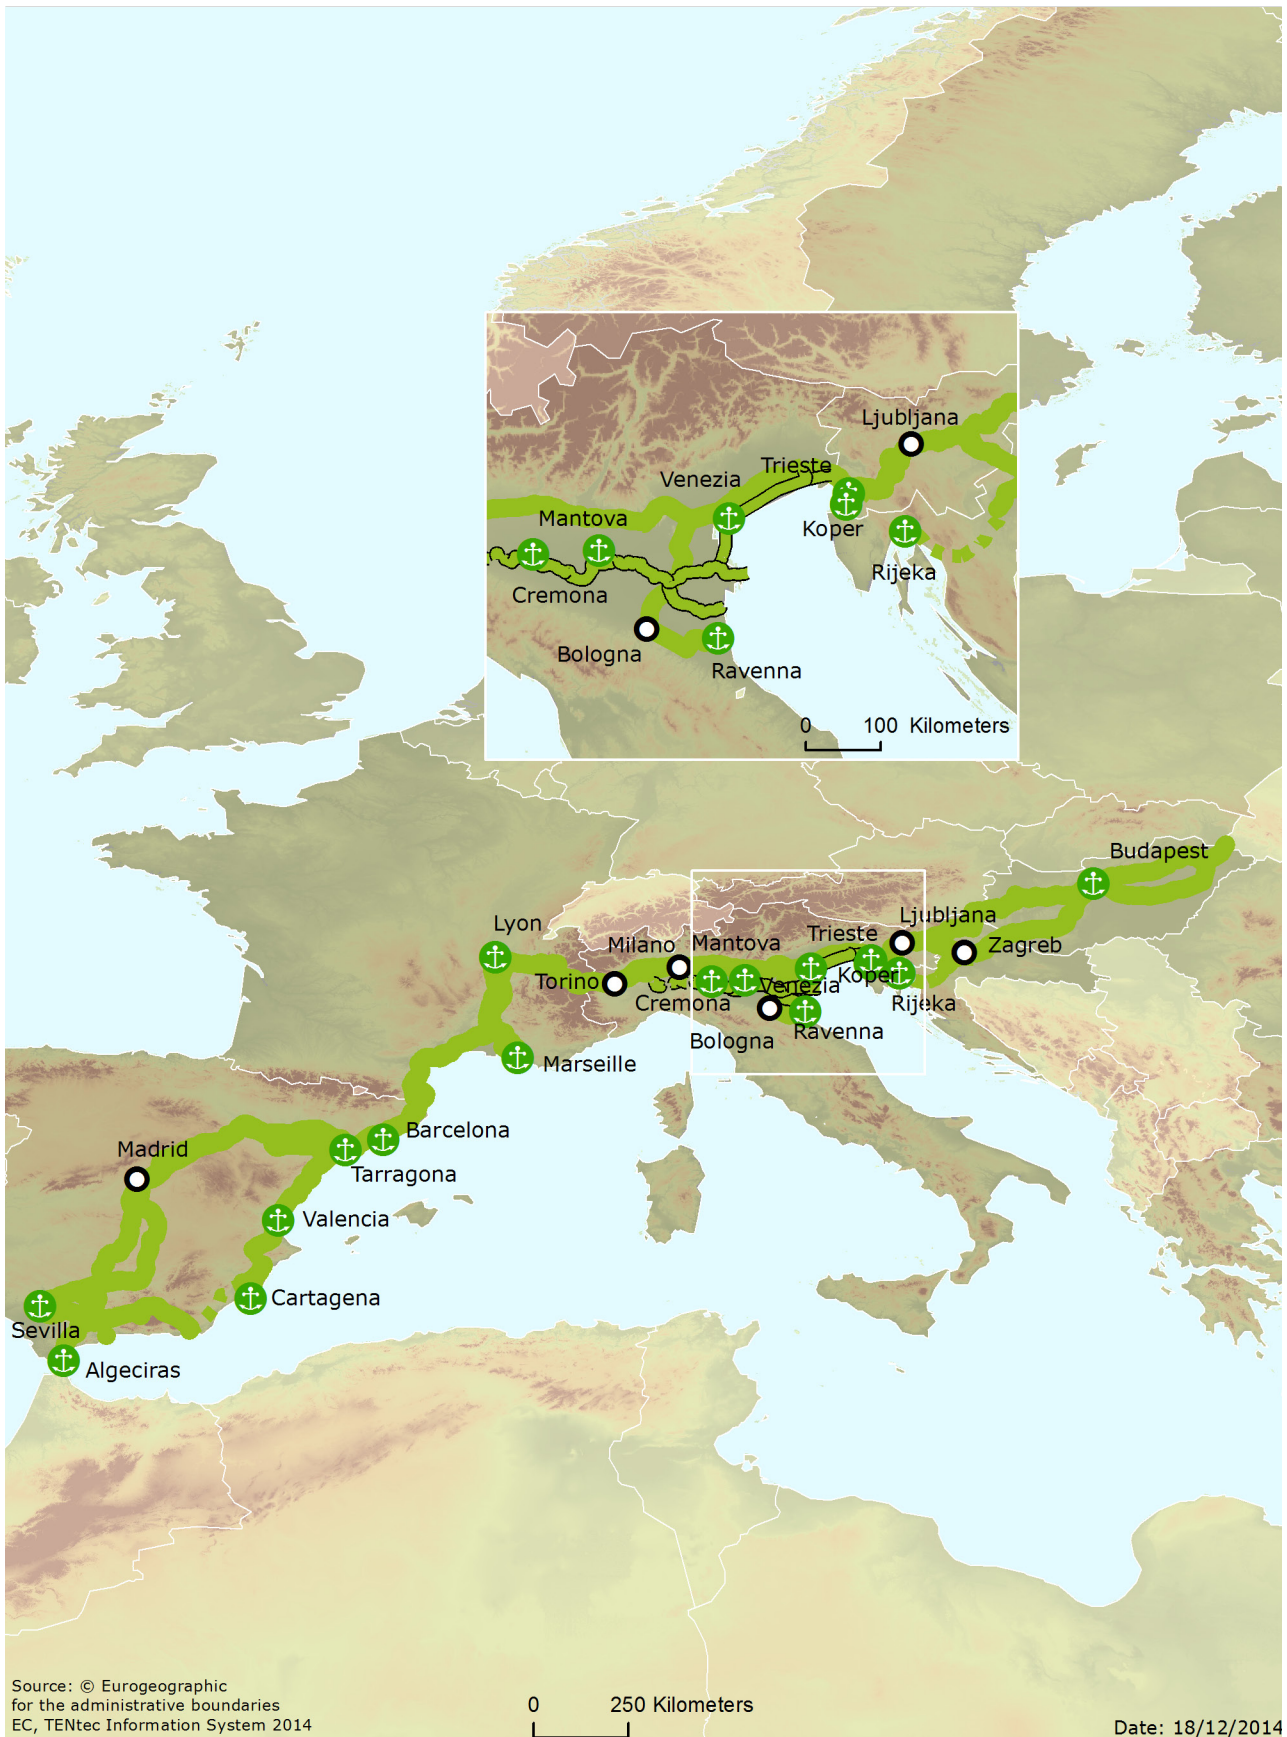 Ljubljana
Trieste
Venezia
Mantova
Koper
Rijeka
Cremona
Bologna
Ravenna
0 100 Kilometers
Budapest
Ljubljana
Lyon
Trieste
Milano
Mantova
Zagreb
Torino
Koper
Venezia
Cremona
Rijeka
Ravenna
Bologna
Marseille
Barcelona
Madrid
Tarragona
Valencia
Cartagena
Sevilla
Algeciras
Source: © Eurogeographic
for the administrative boundaries
EC, TENtec Information System 2014
0 250 Kilometers
Date: 18/12/2014